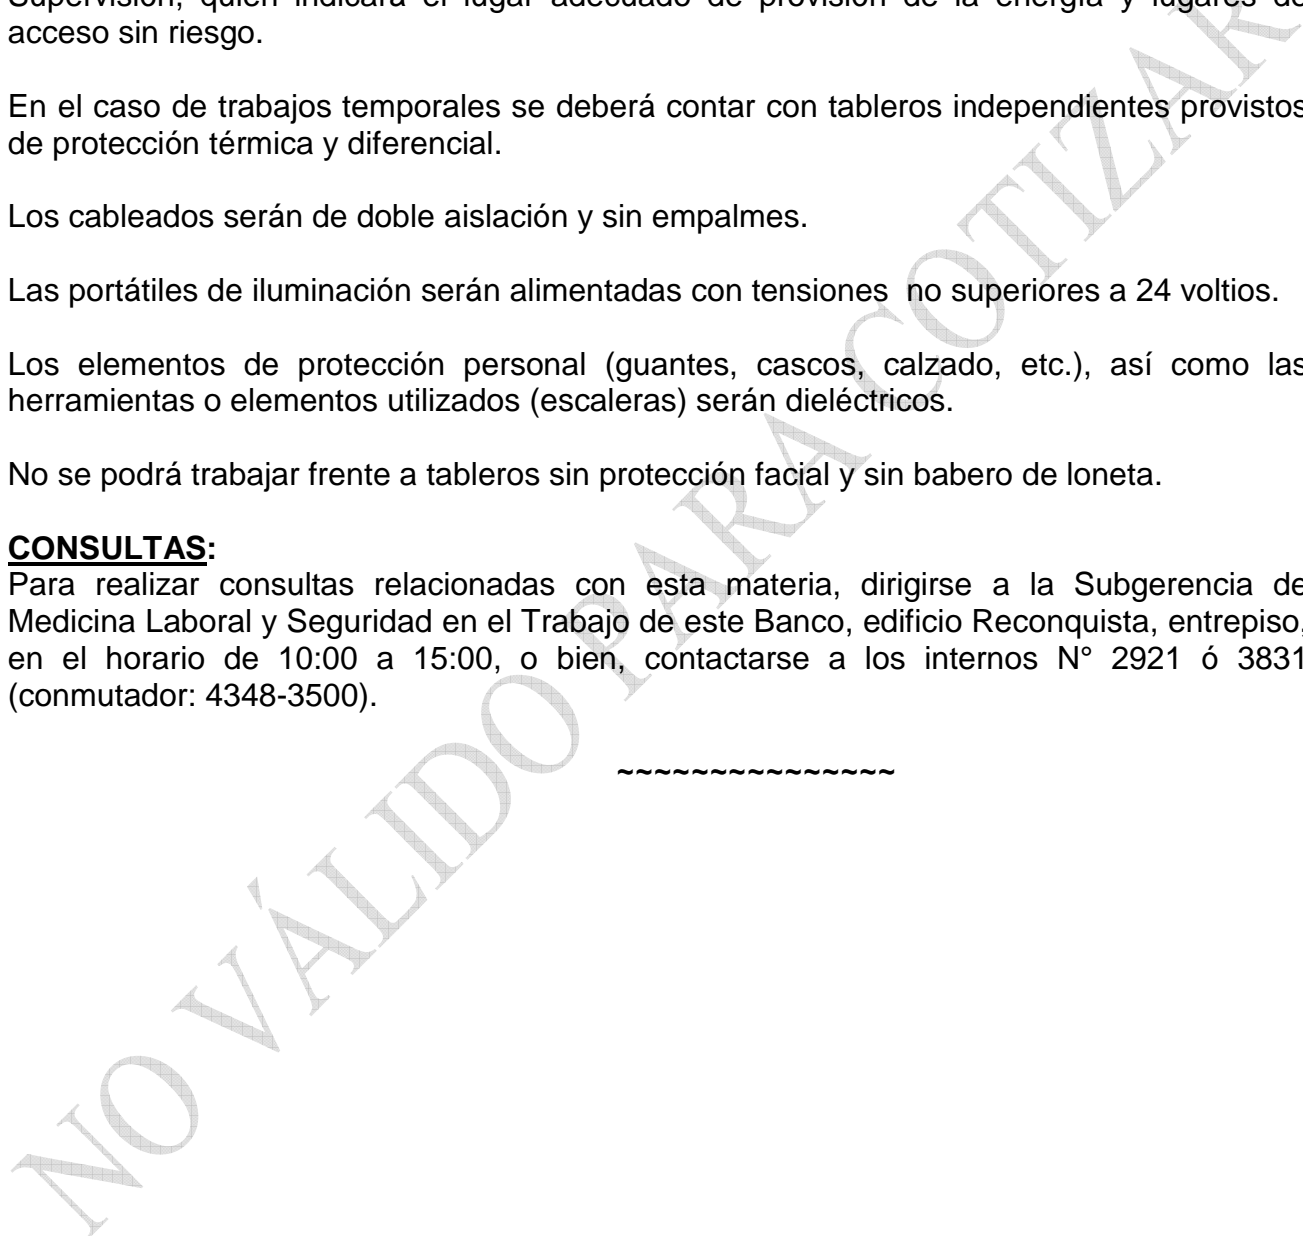 Supervisión, quien indicará el lugar adecuado de provisión de la energía y lugares de
acceso sin riesgo.
En el caso de trabajos temporales se deberá contar con tableros independientes provistos
de protección térmica y diferencial.
Los cableados serán de doble aislación y sin empalmes.
Las portátiles de iluminación serán alimentadas con tensiones  no superiores a 24 voltios.
Los elementos de protección personal (guantes, cascos, calzado, etc.), así como las
herramientas o elementos utilizados (escaleras) serán dieléctricos.
No se podrá trabajar frente a tableros sin protección facial y sin babero de loneta.
CONSULTAS:
Para realizar consultas relacionadas con esta materia, dirigirse a la Subgerencia de
Medicina Laboral y Seguridad en el Trabajo de este Banco, edificio Reconquista, entrepiso,
en el horario de 10:00 a 15:00, o bien, contactarse a los internos N° 2921 ó 3831
(conmutador: 4348-3500).
~~~~~~~~~~~~~~~
NO VÁLIDO PARA COTIZAR